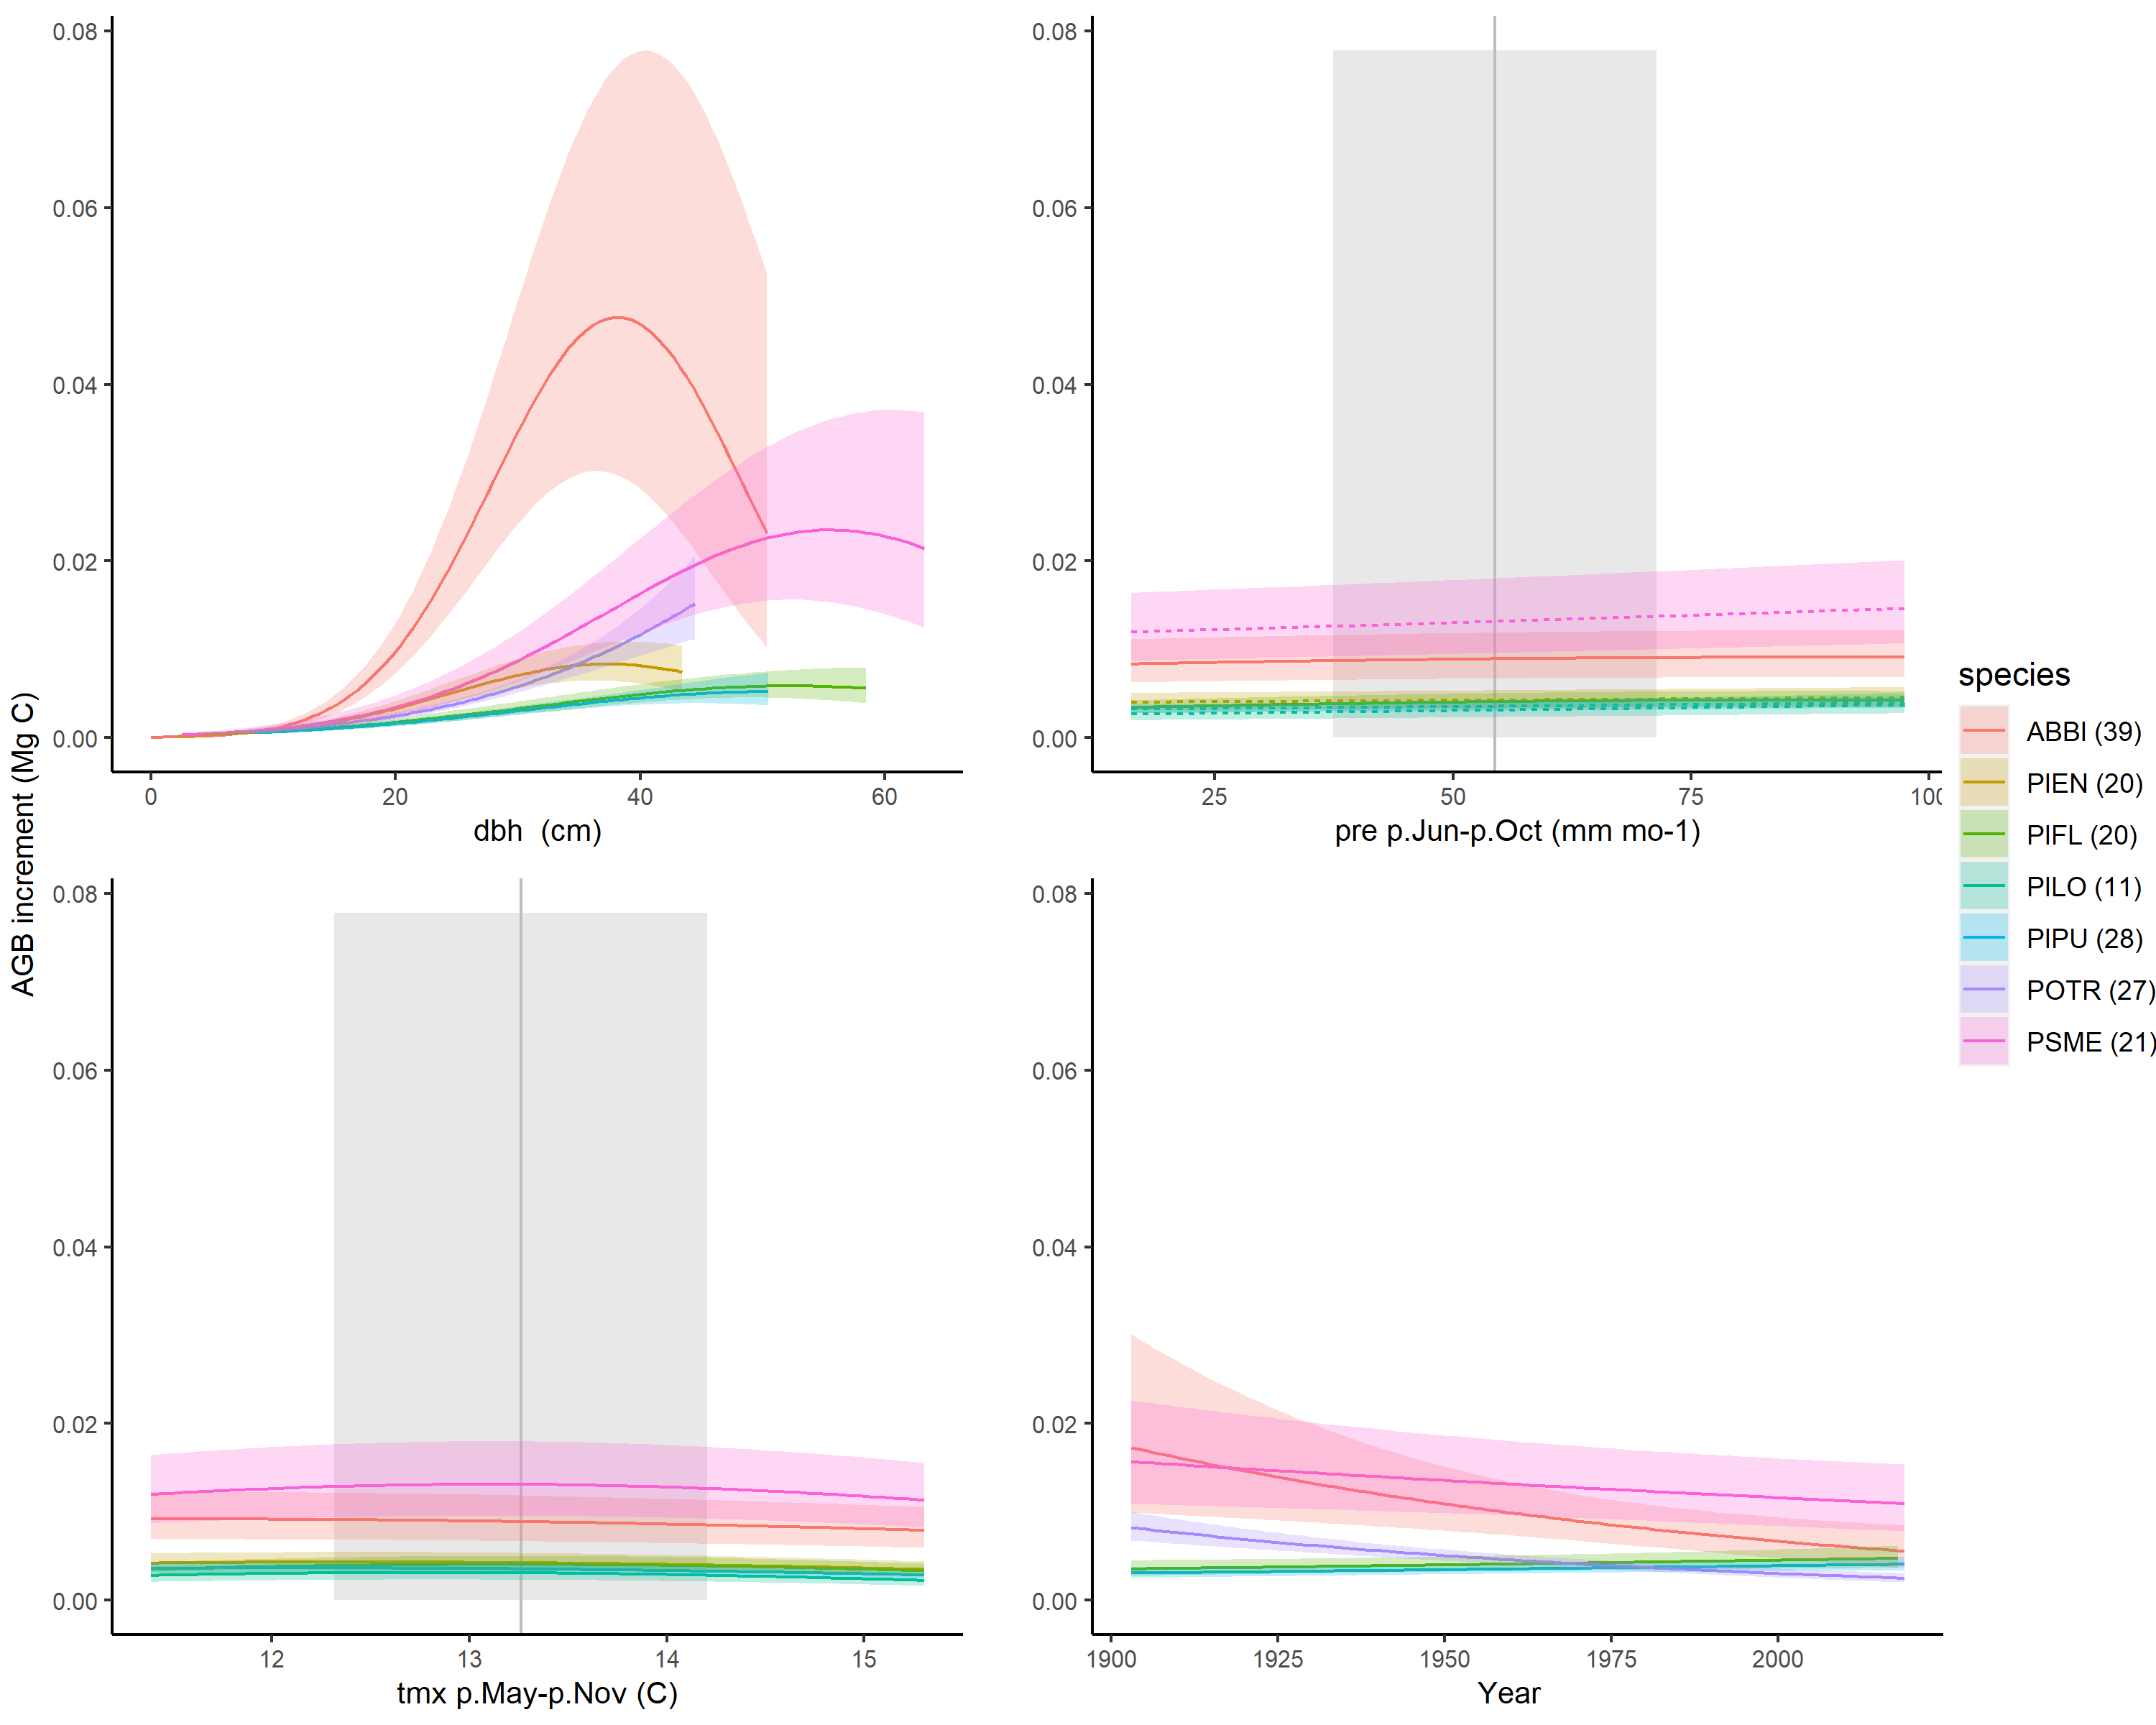 0.08
0.06
0.04
0.02
0.00
0
20
40
60
dbh  (cm)
0.08
0.06
0.04
0.02
0.00
25
50
75
100
pre p.Jun-p.Oct (mm mo-1)
AGB increment (Mg C)
0.08
0.06
0.04
0.02
0.00
12
13
14
15
tmx p.May-p.Nov (C)
0.08
0.06
0.04
0.02
0.00
1900
1925
1950
1975
2000
Year
species
ABBI (39)
PIEN (20)
PIFL (20)
PILO (11)
PIPU (28)
POTR (27)
PSME (21)